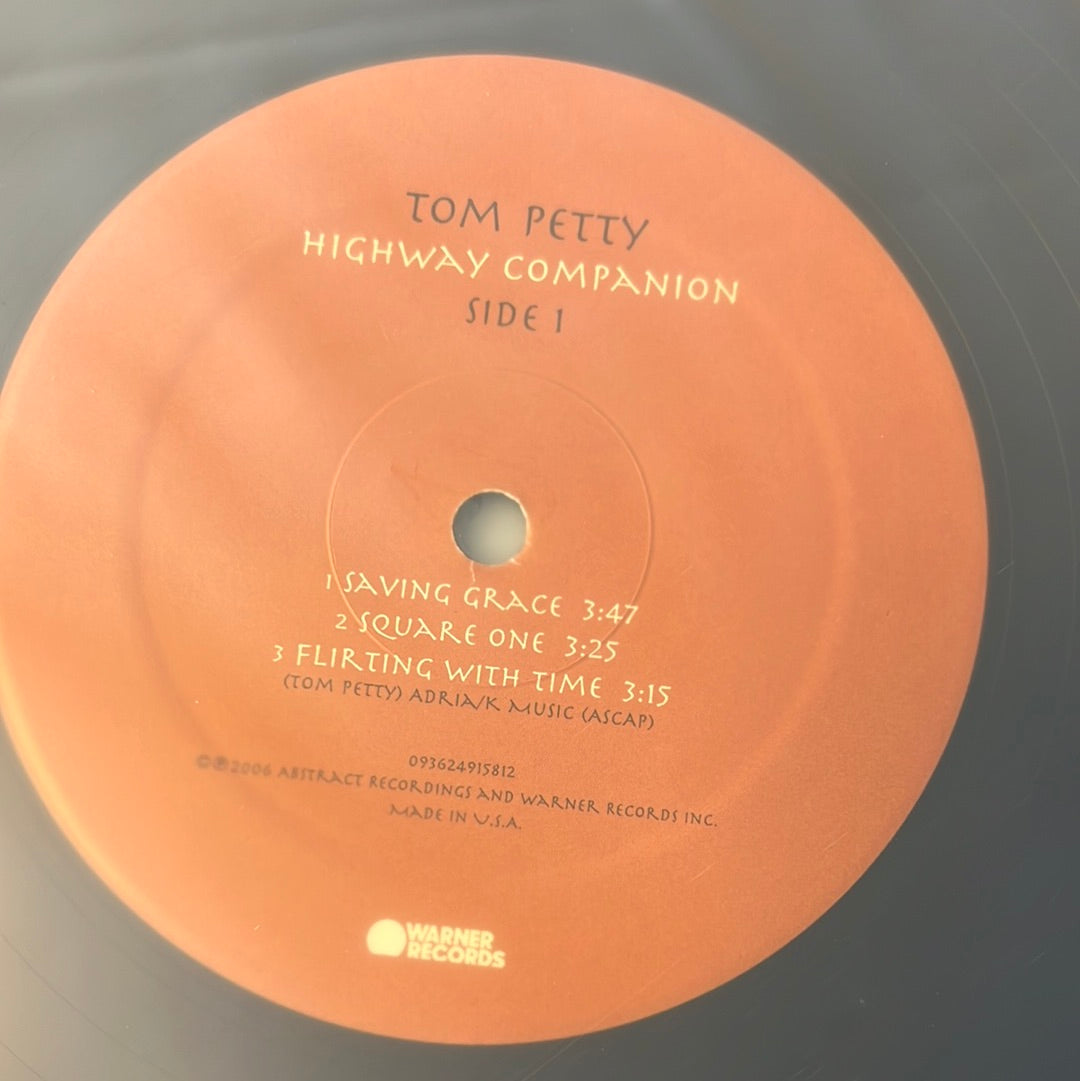 TOM PETTY
HIGHWAY COMPANION
SIDE 1
1 SAVING GRACE 3:47
2 SQUARE ONE 3:25
3 FLIRTING WITH TIME 3:15
(TOM PETTY) ADRIA/K MUSIC (ASCAP)
093624915812
©℗2006 ABSTRACT RECORDINGS AND WARNER RECORDS INC.
MADE IN U.S.A.
WARNER
RECORDS